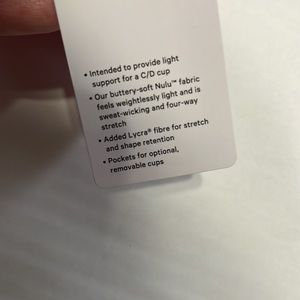 • Intended to provide light
support for a C/D cup
• Our buttery-soft Nulu™ fabric
feels weightlessly light and is
sweat-wicking and four-way
stretch
• Added Lycra® fibre for stretch
and shape retention
• Pockets for optional,
removable cups